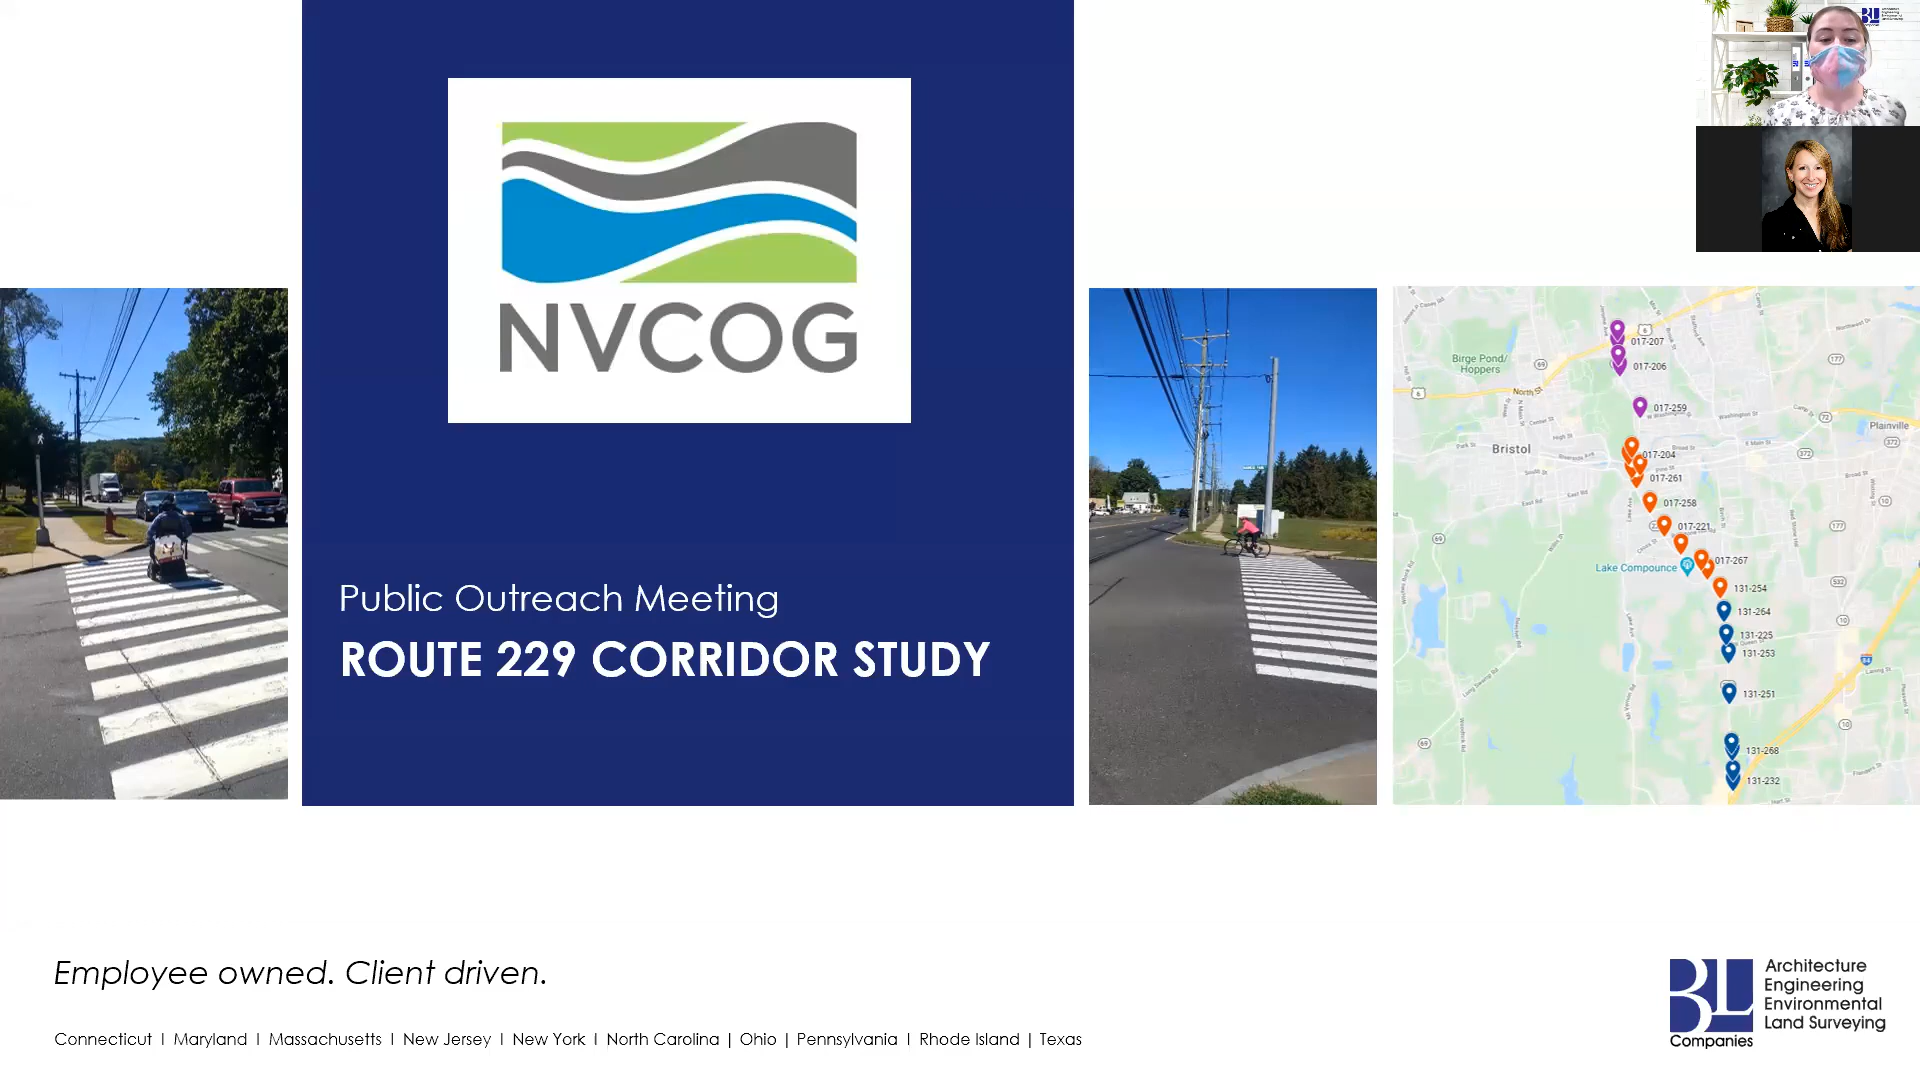 NVCOG
Public Outreach Meeting
ROUTE 229 CORRIDOR STUDY
Birge Pond/
Hoppers
North St
Bristol
Plainville
Lake Compounce
017-207
017-206
017-259
017-204
017-261
017-258
017-221
017-267
131-254
131-264
131-225
131-253
131-251
131-268
131-232
Employee owned. Client driven.
Connecticut | Maryland | Massachusetts | New Jersey | New York | North Carolina | Ohio | Pennsylvania | Rhode Island | Texas
BL
Companies
Architecture
Engineering
Environmental
Land Surveying